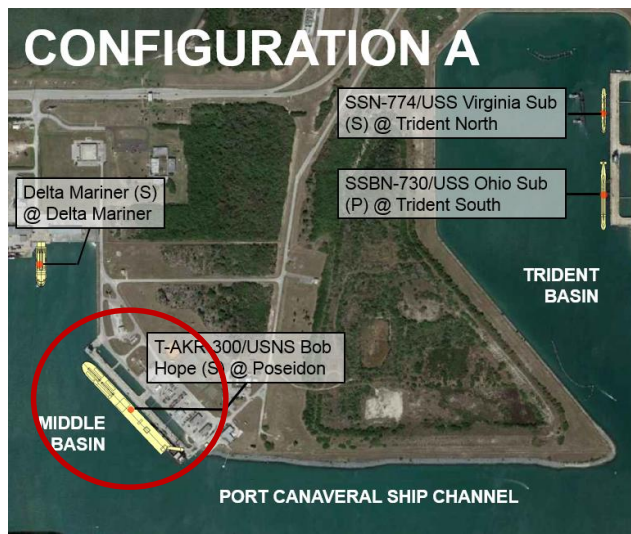 CONFIGURATION A
SSN-774/USS Virginia Sub
(S) @ Trident North
SSBN-730/USS Ohio Sub
(P) @ Trident South
Delta Mariner (S)
@ Delta Mariner
TRIDENT
BASIN
T-AKR-300/USNS Bob
Hope (S) @ Poseidon
MIDDLE
BASIN
PORT CANAVERAL SHIP CHANNEL